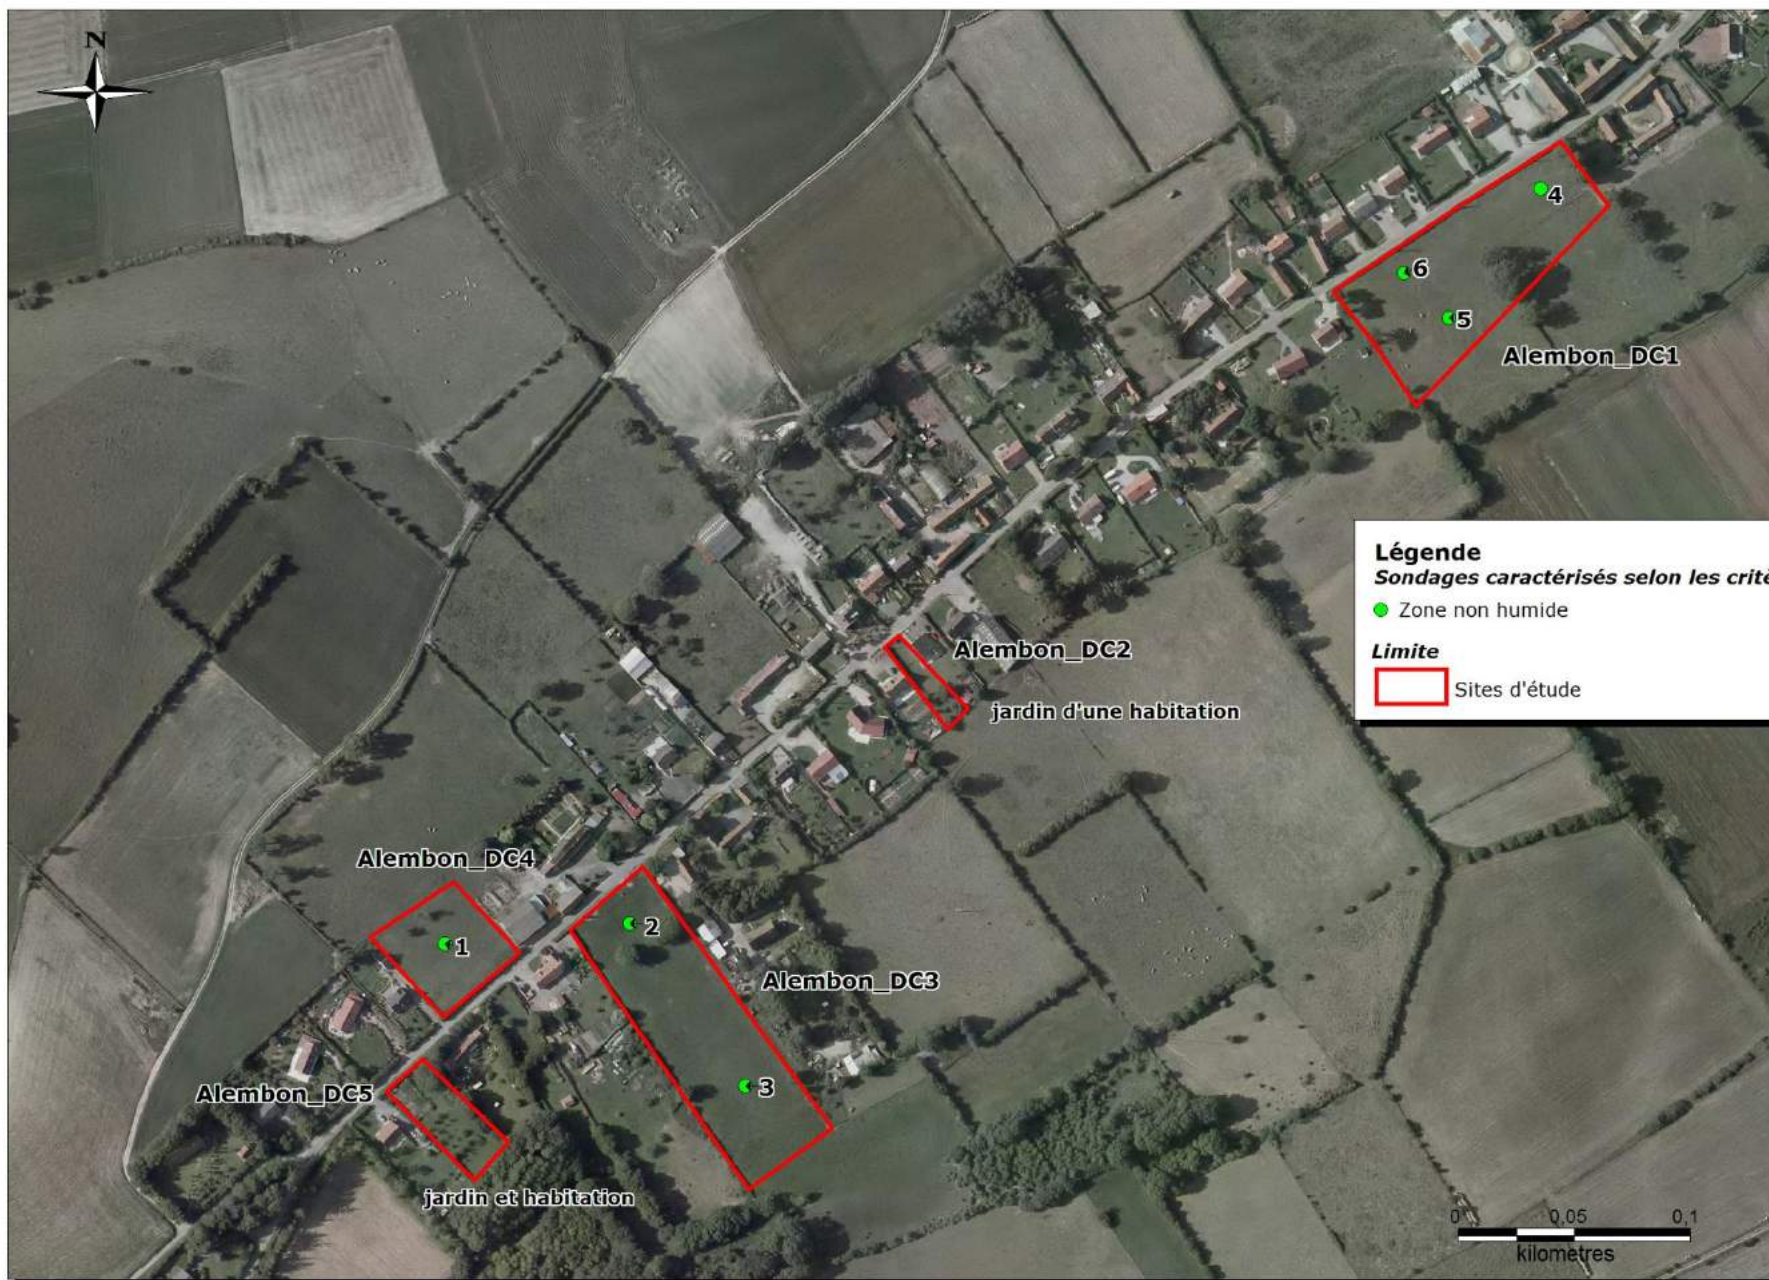 N
4
6
5
Alembon_DC1
Légende
Sondages caractérisés selon les crité
Zone non humide
Limite
Sites d'étude
Alembon_DC2
jardin d'une habitation
Alembon_DC4
1
2
Alembon_DC3
3
Alembon_DC5
jardin et habitation
0 0,05 0,1
kilometres